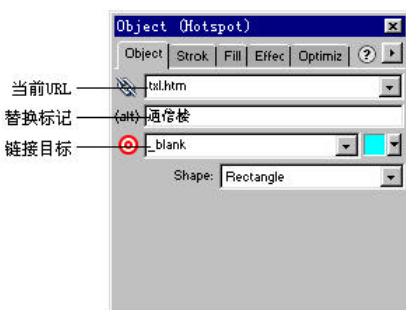 Object (Hotspot)
Object Strok Fill Effec Optimiz ?
当前URL txl.htm
替换标记 (alt) 通信楼
链接目标 _blank
Shape: Rectangle